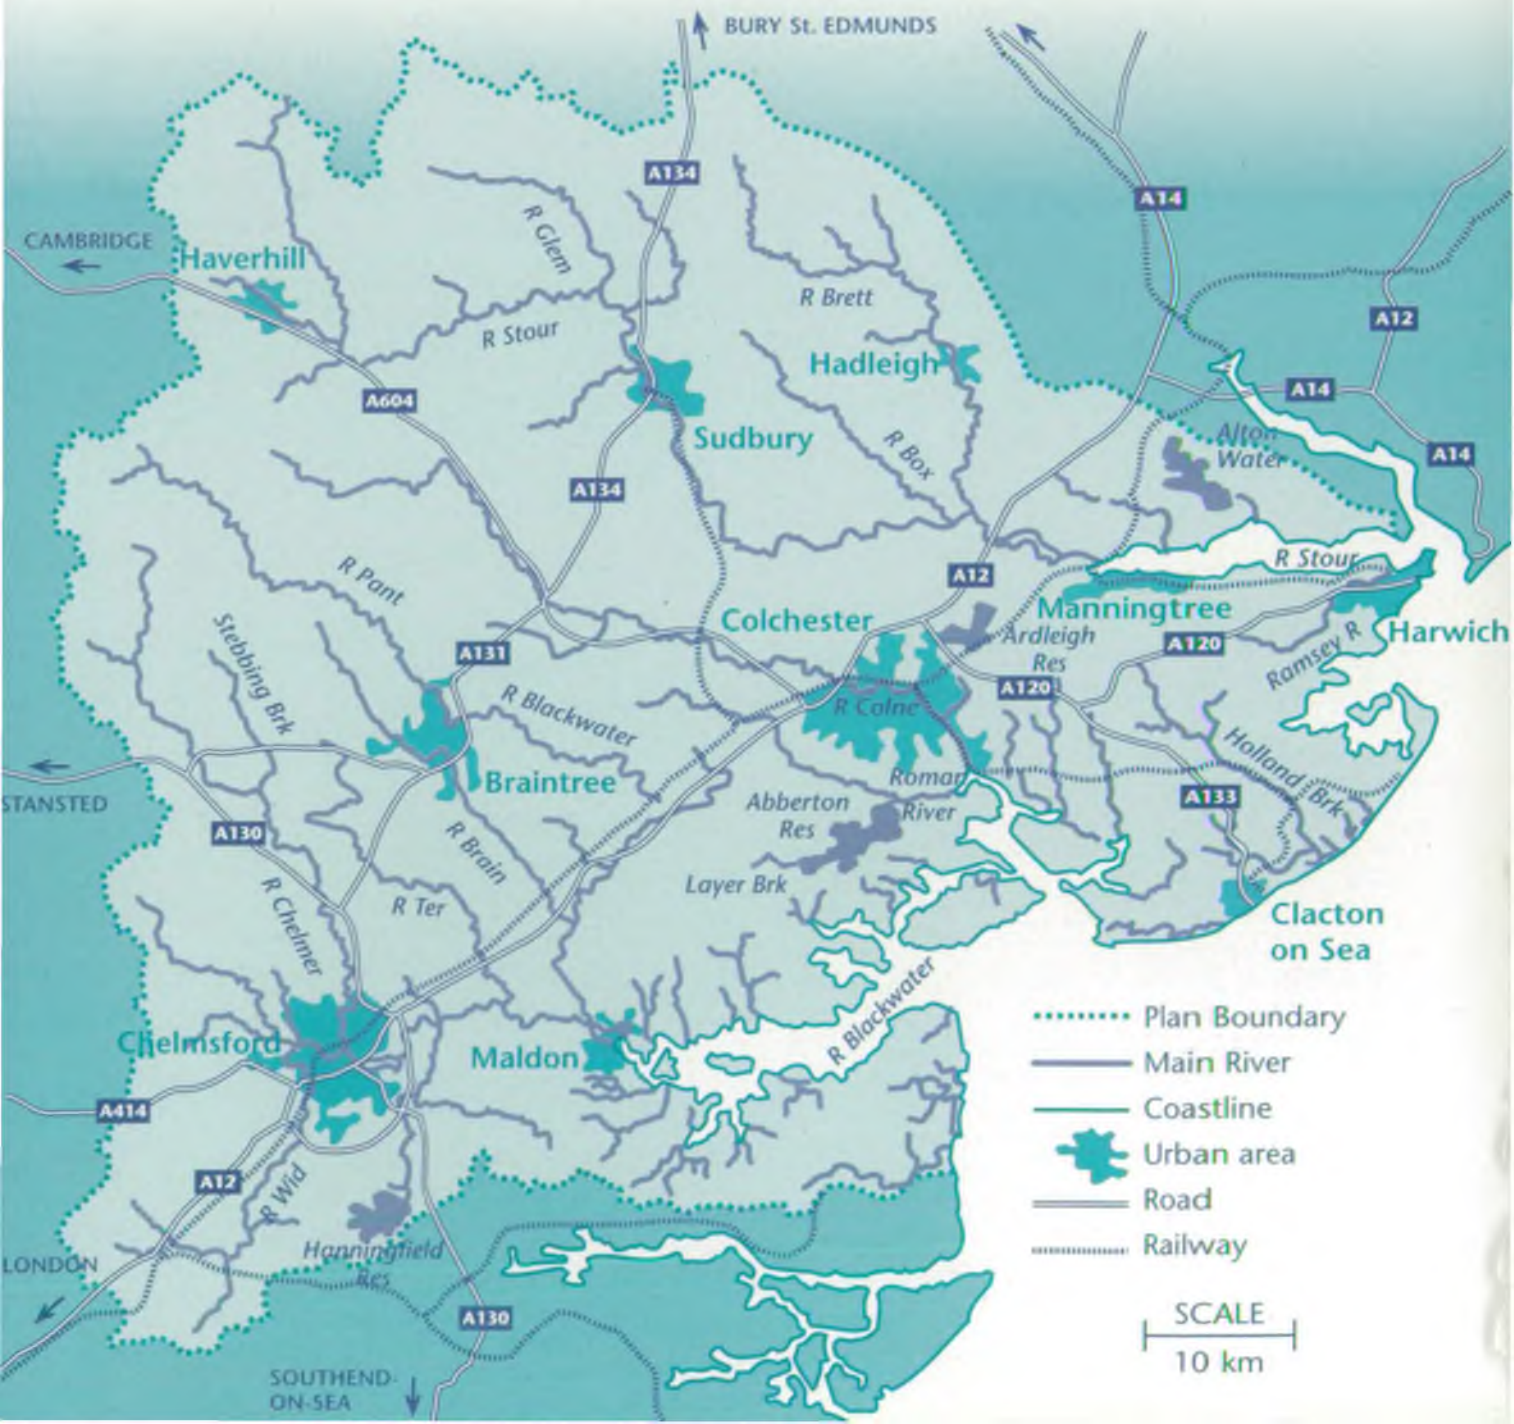 BURY St. EDMUNDS
A134
A14
CAMBRIDGE
Haverhill
R Glem
R Brett
A12
R Stour
Hadleigh
A14
A604
Sudbury
R Box
Alton
Water
A14
A134
R Pant
A12
R Stour
Manningtree
Colchester
Ardleigh
Res
A120
Harwich
Ramsey R
Stebbing Brk
A131
A120
R Blackwater
R Colne
Holland Brk
Braintree
Roman
River
STANSTED
A130
Abberton
Res
A133
R Brain
Layer Brk
R Ter
R Chelmer
Clacton
on Sea
R Blackwater
Chelmsford
Maldon
A414
A12
R Wid
Hanningfield
Res
LONDON
A130
SOUTHEND-
ON-SEA
Plan Boundary
Main River
Coastline
Urban area
Road
Railway
SCALE
10 km